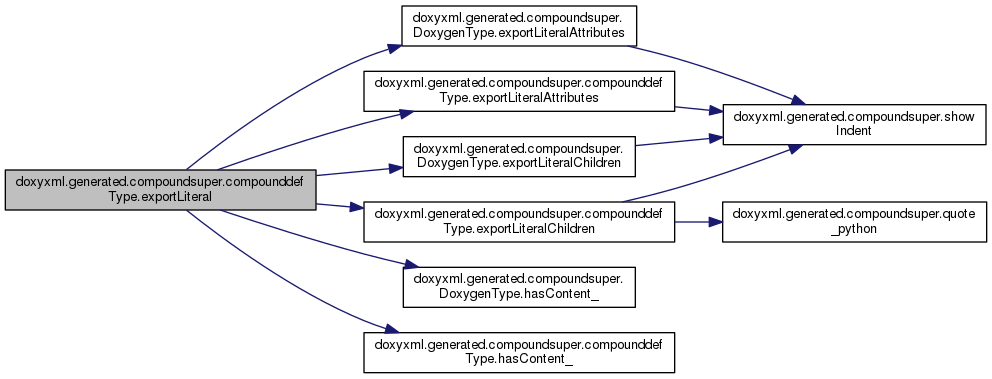 doxyxml.generated.compoundsuper.
DoxygenType.exportLiteralAttributes
doxyxml.generated.compoundsuper.compounddef
Type.exportLiteralAttributes
doxyxml.generated.compoundsuper.show
Indent
doxyxml.generated.compoundsuper.
DoxygenType.exportLiteralChildren
doxyxml.generated.compoundsuper.compounddef
Type.exportLiteral
doxyxml.generated.compoundsuper.compounddef
Type.exportLiteralChildren
doxyxml.generated.compoundsuper.quote
_python
doxyxml.generated.compoundsuper.
DoxygenType.hasContent_
doxyxml.generated.compoundsuper.compounddef
Type.hasContent_